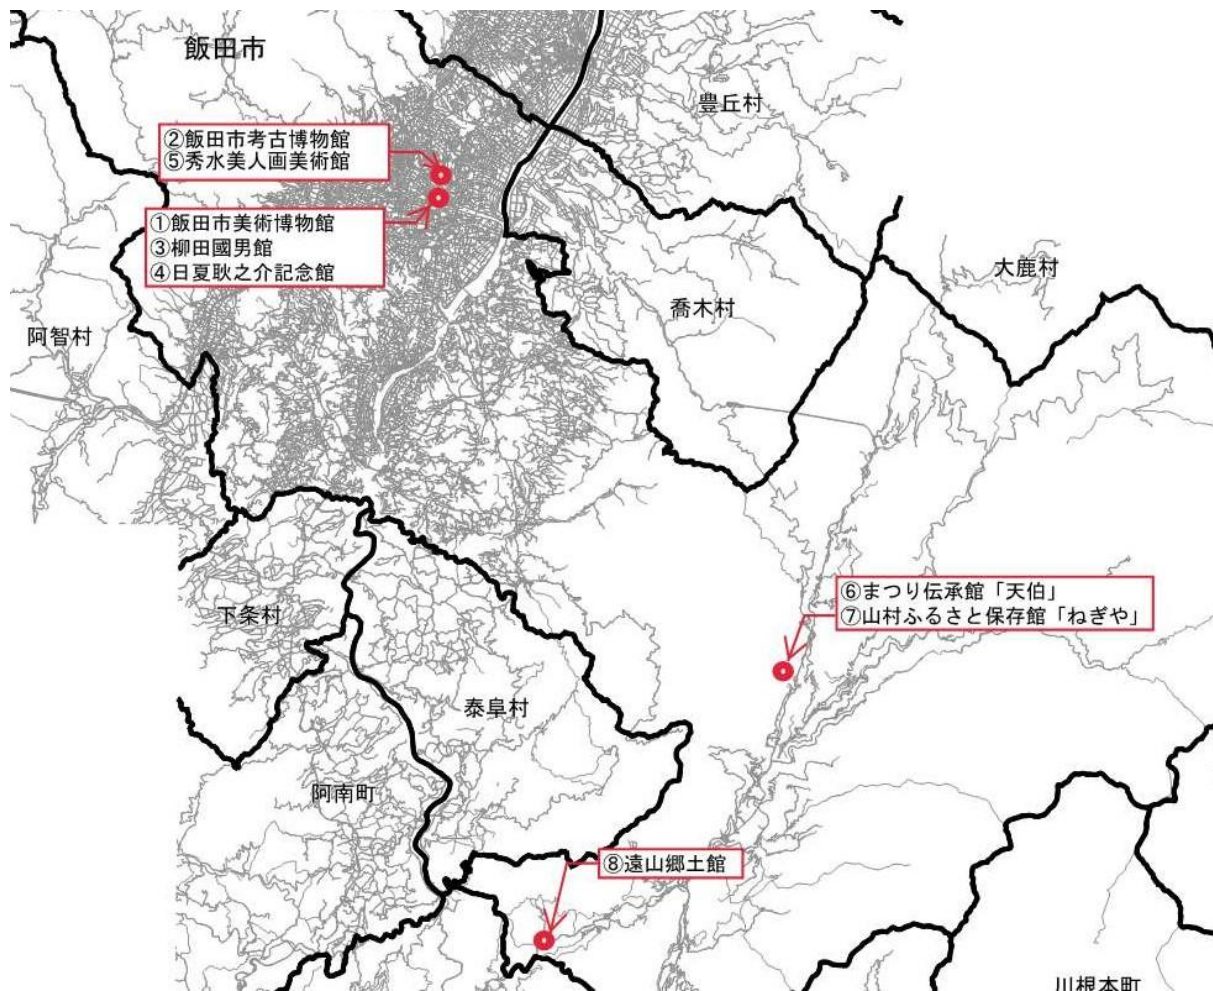 飯田市
豊丘村
②飯田市考古博物館
⑤秀水美人画美術館
①飯田市美術博物館
③柳田國男館
④日夏耿之介記念館
大鹿村
喬木村
阿智村
⑥まつり伝承館「天伯」
⑦山村ふるさと保存館「ねぎや」
下条村
泰阜村
阿南町
⑧遠山郷土館
川根本町